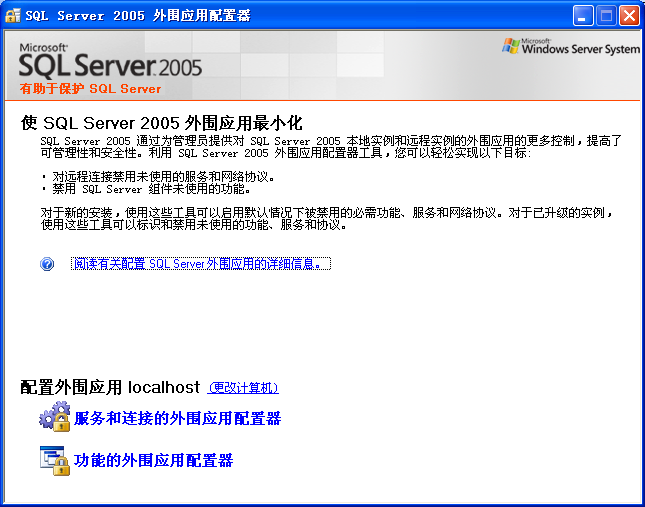 SQL Server 2005 外围应用配置器
Microsoft®
SQL Server™ 2005
Microsoft®
Windows Server System
有助于保护 SQL Server
使 SQL Server 2005 外围应用最小化
SQL Server 2005 通过为管理员提供对 SQL Server 2005 本地实例和远程实例的外围应用的更多控制，提高了
可管理性和安全性。利用 SQL Server 2005 外围应用配置器工具，您可以轻松实现以下目标:
· 对远程连接禁用未使用的服务和网络协议。
· 禁用 SQL Server 组件未使用的功能。
对于新的安装，使用这些工具可以启用默认情况下被禁用的必需功能、服务和网络协议。对于已升级的实例，
使用这些工具可以标识和禁用未使用的功能、服务和协议。
阅读有关配置 SQL Server 外围应用的详细信息。
配置外围应用 localhost (更改计算机)
服务和连接的外围应用配置器
功能的外围应用配置器